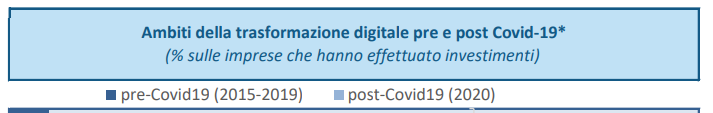 Ambiti della trasformazione digitale pre e post Covid-19*
(% sulle imprese che hanno effettuato investimenti)
pre-Covid19 (2015-2019) post-Covid19 (2020)